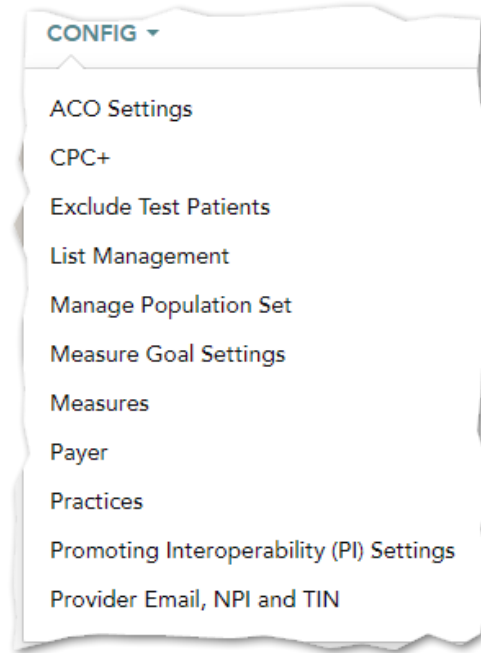 CONFIG
ACO Settings
CPC+
Exclude Test Patients
List Management
Manage Population Set
Measure Goal Settings
Measures
Payer
Practices
Promoting Interoperability (PI) Settings
Provider Email, NPI and TIN